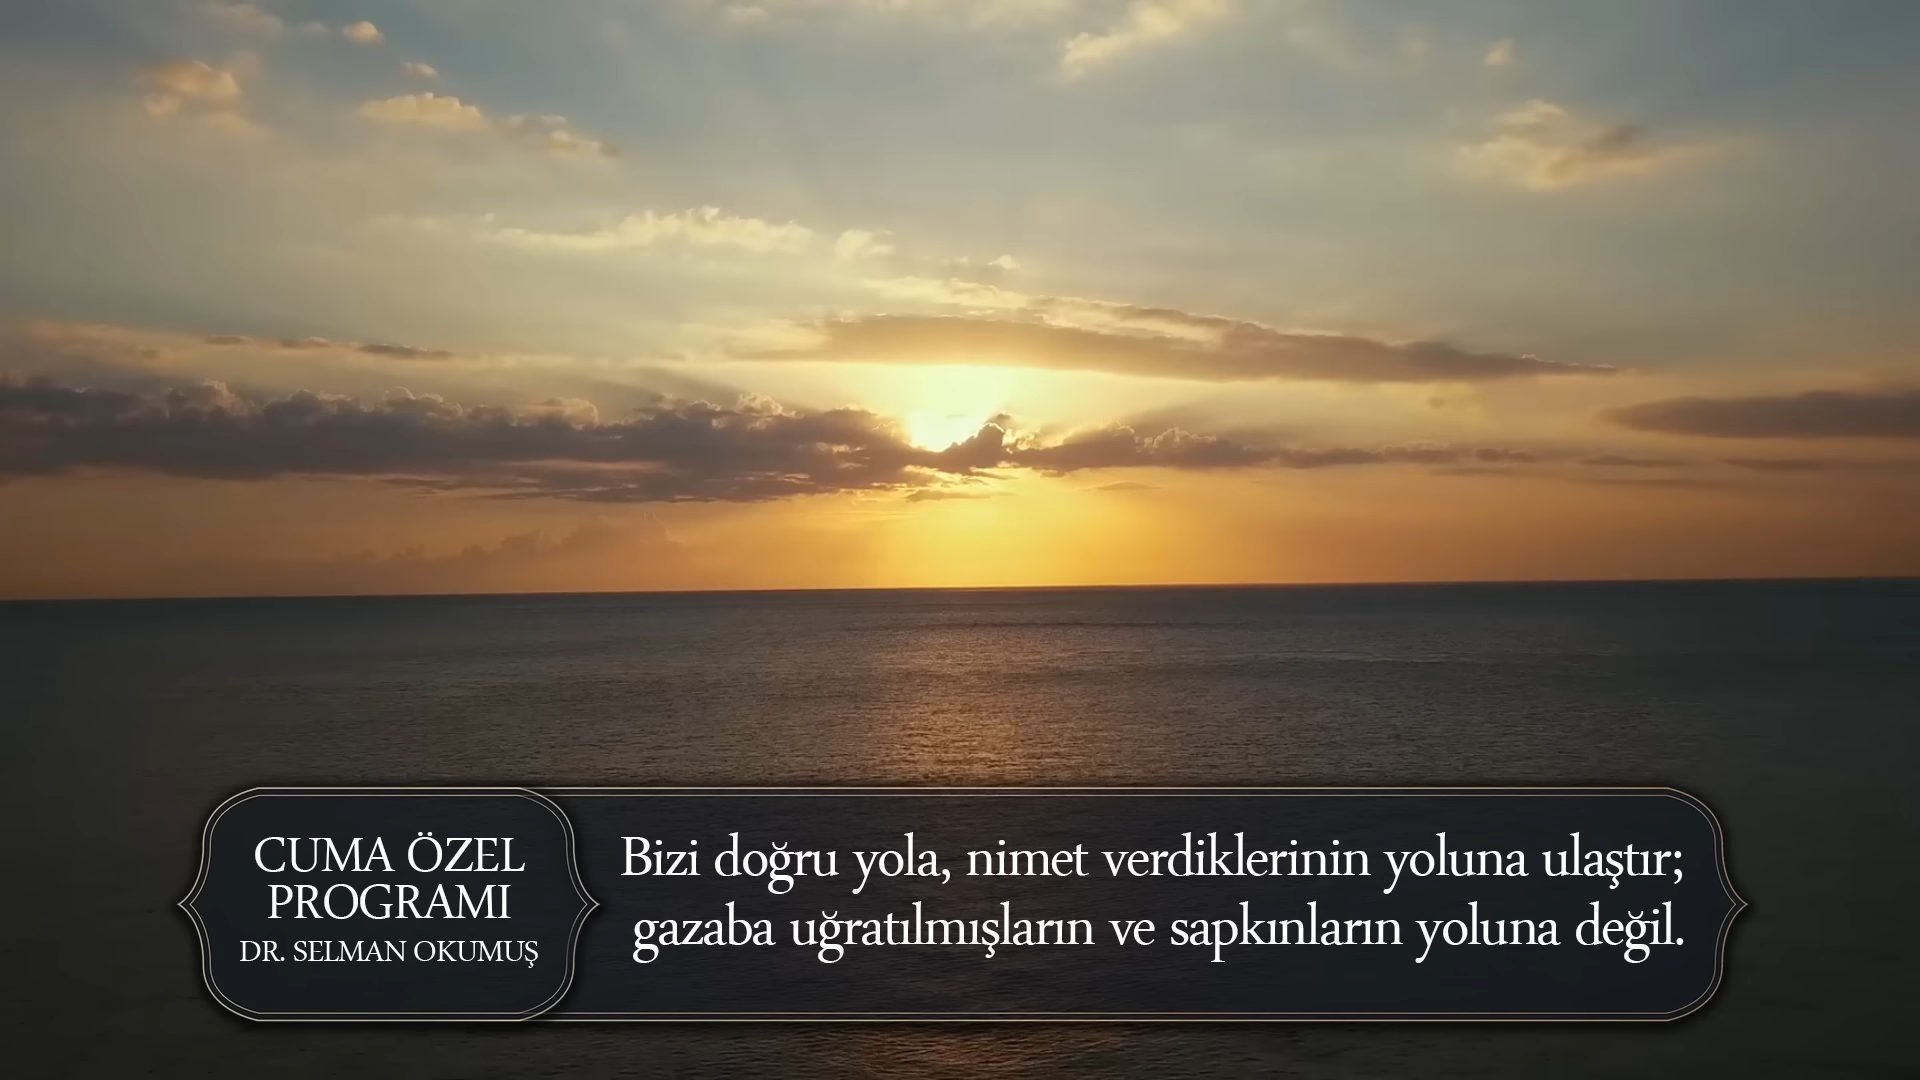 CUMA ÖZEL
PROGRAMI
DR. SELMAN OKUMUŞ
Bizi doğru yola, nimet verdiklerinin yoluna ulaştır;
gazaba uğratılmışların ve sapkınların yoluna değil.